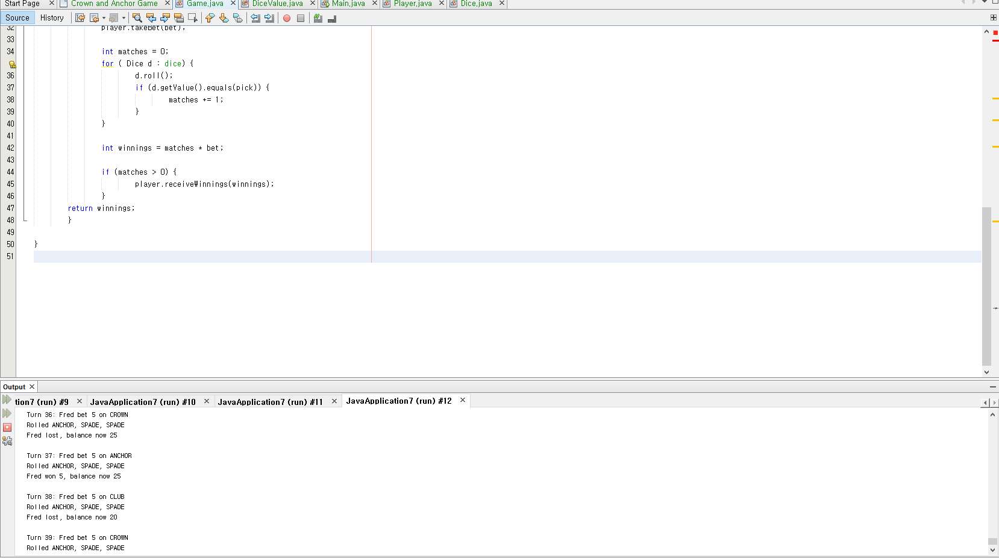 Start Page
Crown and Anchor Game
Game.java
DiceValue.java
Main.java
Player.java
Dice.java
Source History
32 player.takeBet(bet);
33
34 int matches = 0;
for ( Dice d : dice) {
36 d.roll();
37 if (d.getValue().equals(pick)) {
38 matches += 1;
39 }
40 }
41
42 int winnings = matches * bet;
43
44 if (matches > 0) {
45 player.receiveWinnings(winnings);
46 }
47 return winnings;
48 }
49
50 }
51
Output
tion7 (run) #9
JavaApplication7 (run) #10
JavaApplication7 (run) #11
JavaApplication7 (run) #12
Turn 36: Fred bet 5 on CROWN
Rolled ANCHOR, SPADE, SPADE
Fred lost, balance now 25
Turn 37: Fred bet 5 on ANCHOR
Rolled ANCHOR, SPADE, SPADE
Fred won 5, balance now 25
Turn 38: Fred bet 5 on CLUB
Rolled ANCHOR, SPADE, SPADE
Fred lost, balance now 20
Turn 39: Fred bet 5 on CROWN
Rolled ANCHOR, SPADE, SPADE